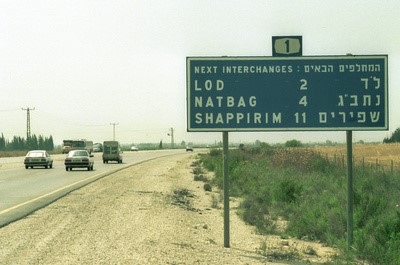 1
NEXT INTERCHANGES : המחלפים הבאים
LOD 2 לד
NATBAG 4 נתב״ג
SHAPPIRIM 11 שפירים